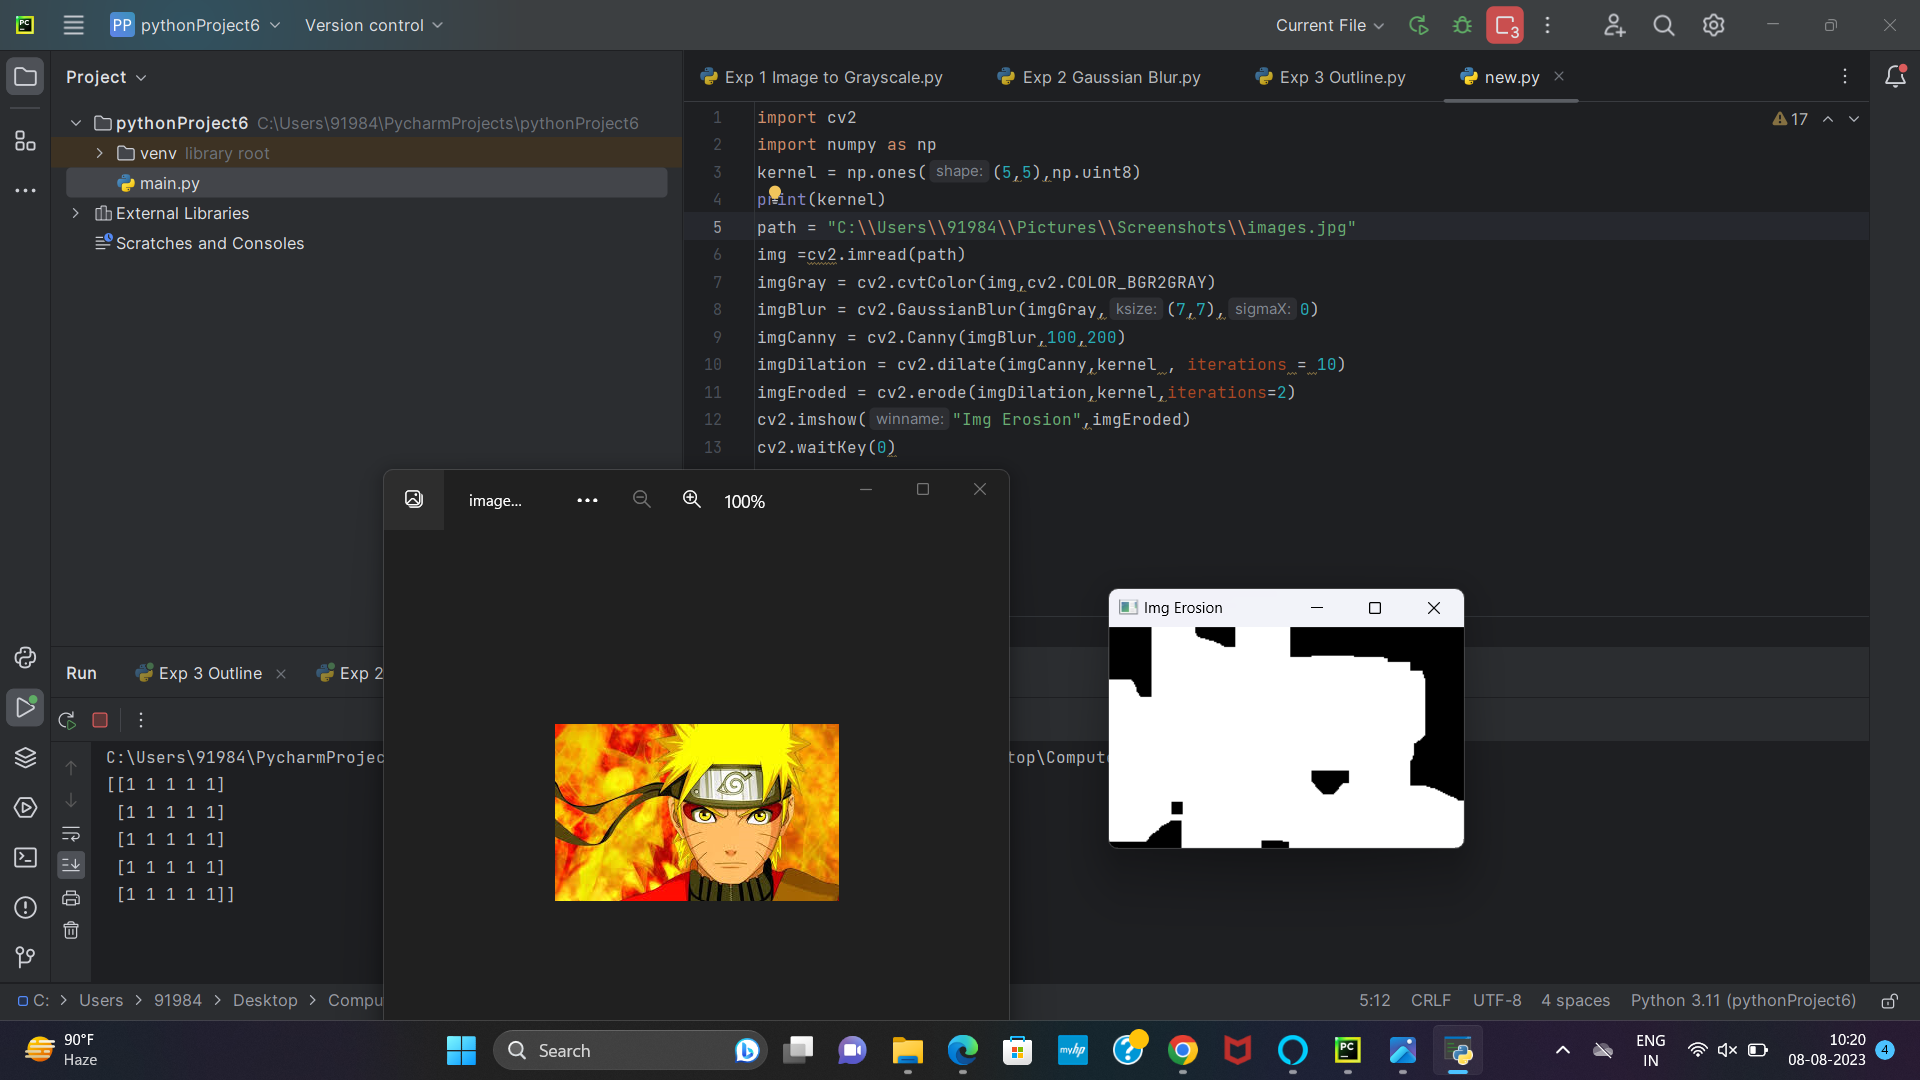 PC
PP pythonProject6 Version control Current File 3
Project
Exp 1 Image to Grayscale.py Exp 2 Gaussian Blur.py Exp 3 Outline.py new.py
pythonProject6 C:\Users\91984\PycharmProjects\pythonProject6
venv library root
main.py
External Libraries
Scratches and Consoles
17
1 import cv2
2 import numpy as np
3 kernel = np.ones( shape: (5,5),np.uint8)
4 print(kernel)
5 path = "C:\\Users\\91984\\Pictures\\Screenshots\\images.jpg"
6 img =cv2.imread(path)
7 imgGray = cv2.cvtColor(img,cv2.COLOR_BGR2GRAY)
8 imgBlur = cv2.GaussianBlur(imgGray, ksize: (7,7), sigmaX: 0)
9 imgCanny = cv2.Canny(imgBlur,100,200)
10 imgDilation = cv2.dilate(imgCanny,kernel , iterations = 10)
11 imgEroded = cv2.erode(imgDilation,kernel,iterations=2)
12 cv2.imshow( winname: "Img Erosion",imgEroded)
13 cv2.waitKey(0)
image... 100%
Img Erosion
Run Exp 3 Outline Exp 2
C:\Users\91984\PycharmProjec top\Comput
[[1 1 1 1 1]
[1 1 1 1 1]
[1 1 1 1 1]
[1 1 1 1 1]
[1 1 1 1 1]]
C: > Users > 91984 > Desktop > Compu 5:12 CRLF UTF-8 4 spaces Python 3.11 (pythonProject6)
90°F
Haze
Search
myhp
PC
ENG
IN
10:20
08-08-2023
4